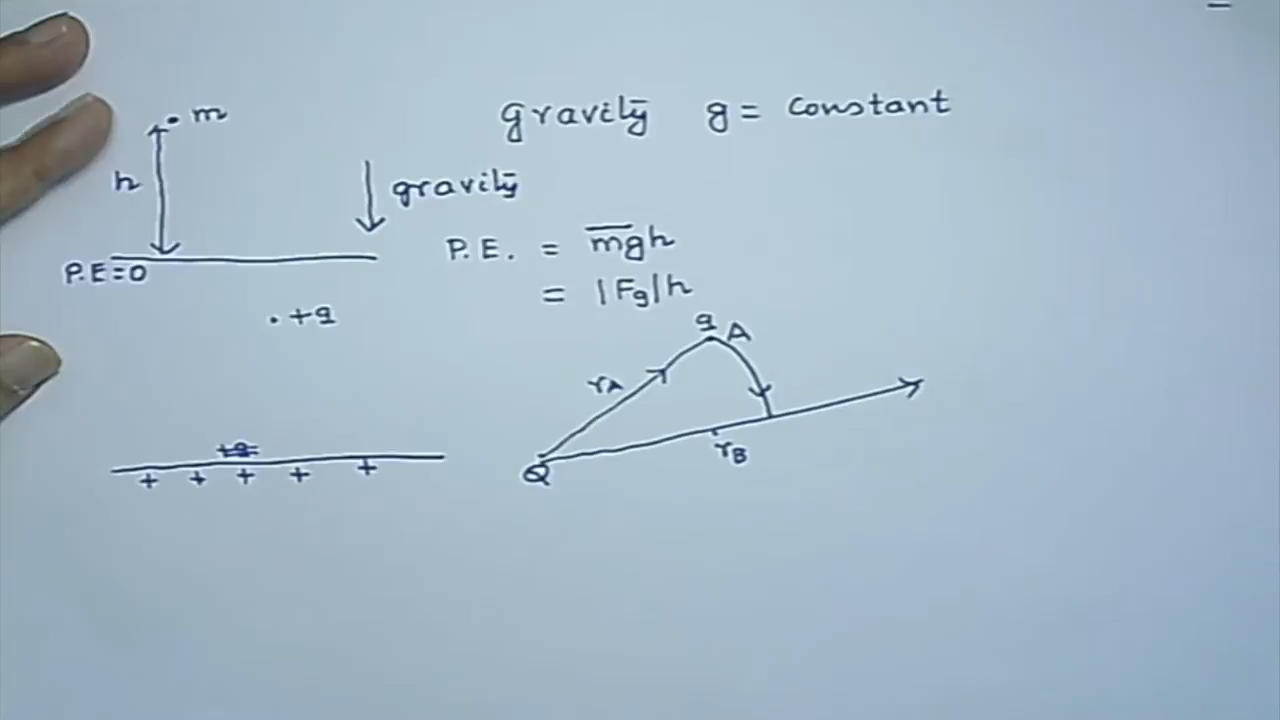 m
gravity g = constant
h
gravity
P.E. = mgh
P.E=0
= |Fg|h
.+q
q A
rA
+q
rB
+ + + + +
Q